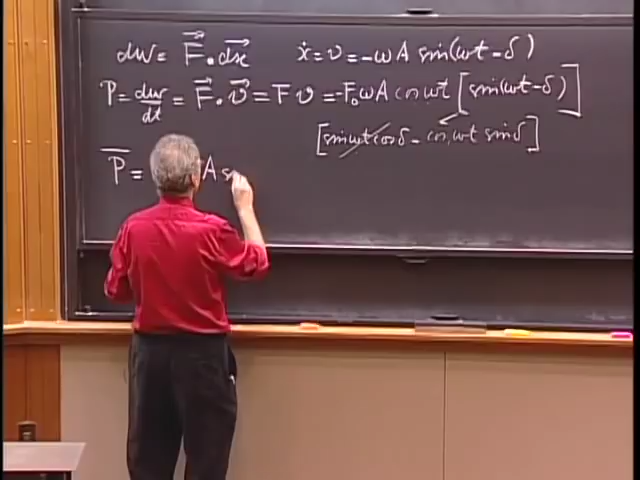 dw = F⃗ · dx⃗   ẋ = v = -ωA sin(ωt - δ)
P = dw/dt = F⃗ · v⃗ = F v = -F₀ωA cos ωt [sin(ωt - δ)]
[sin ωt cos δ - cos ωt sin δ]
P̅ = A s